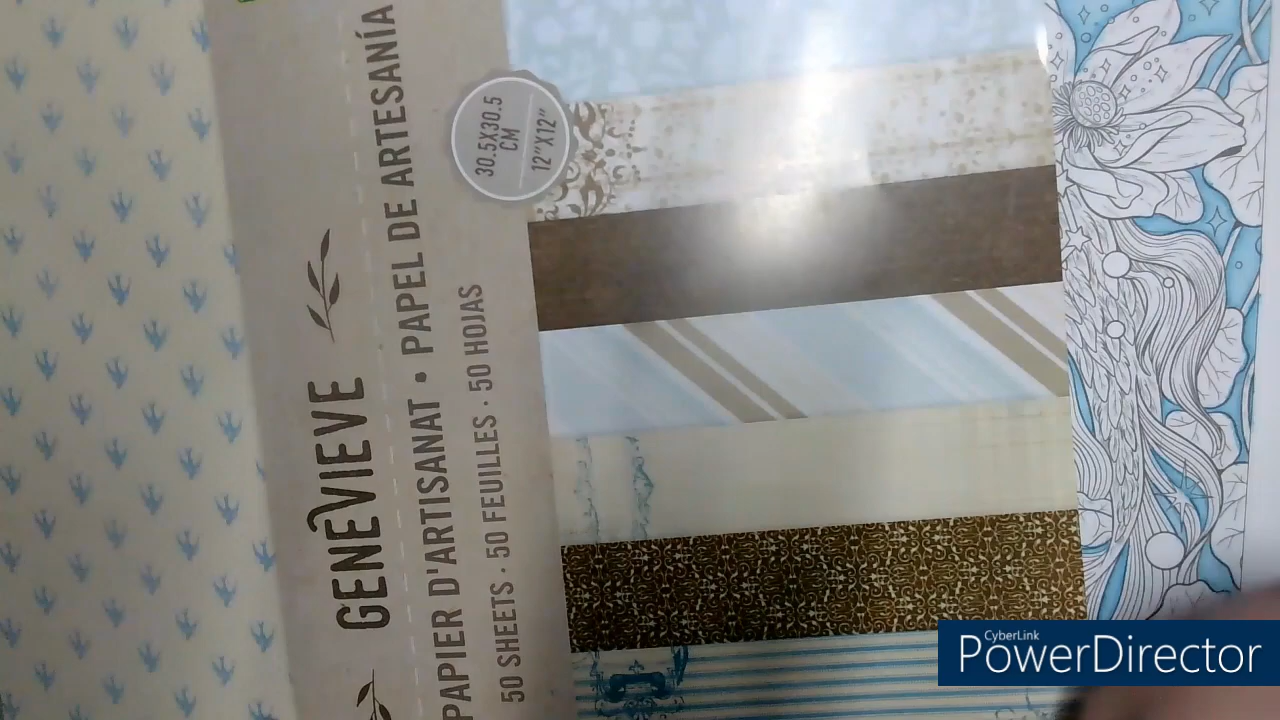 GENEVIEVE
PAPIER D'ARTISANAT • PAPEL DE ARTESANÍA
50 SHEETS · 50 FEUILLES · 50 HOJAS
30.5X30.5
CM
12"X12"
CyberLink
PowerDirector